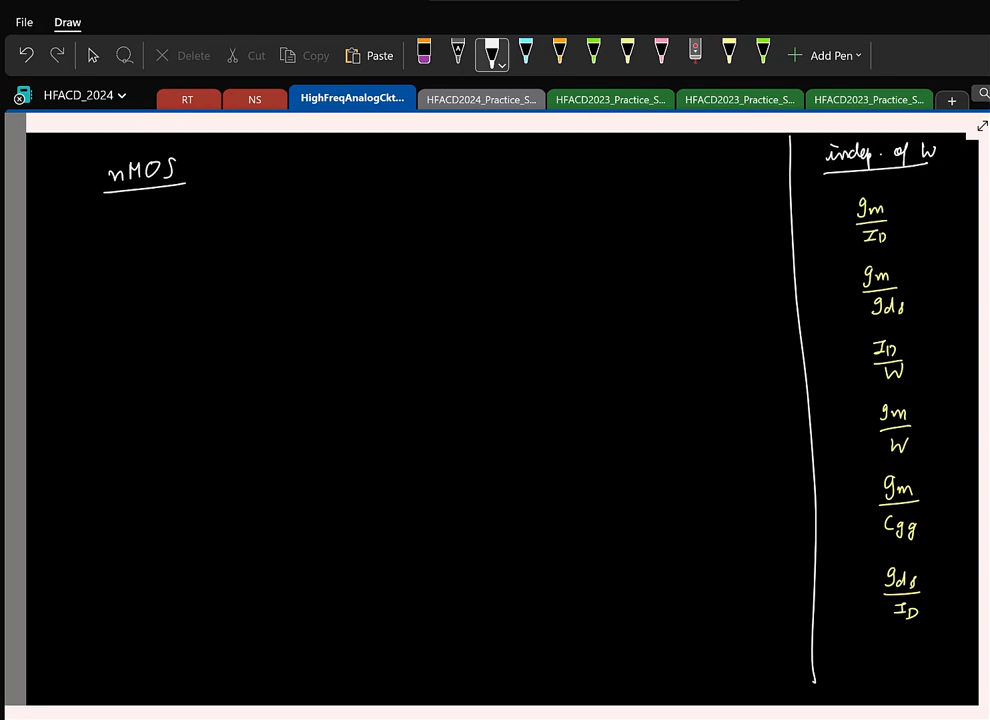 File Draw
Delete Cut Copy Paste A Add Pen
HFACD_2024 RT NS HighFreqAnalogCkt... HFACD2024_Practice_S... HFACD2023_Practice_S... HFACD2023_Practice_S... HFACD2023_Practice_S... +
nMOS
indep. of W
gm
ID
gm
gds
ID
W
gm
W
gm
Cgg
gds
ID